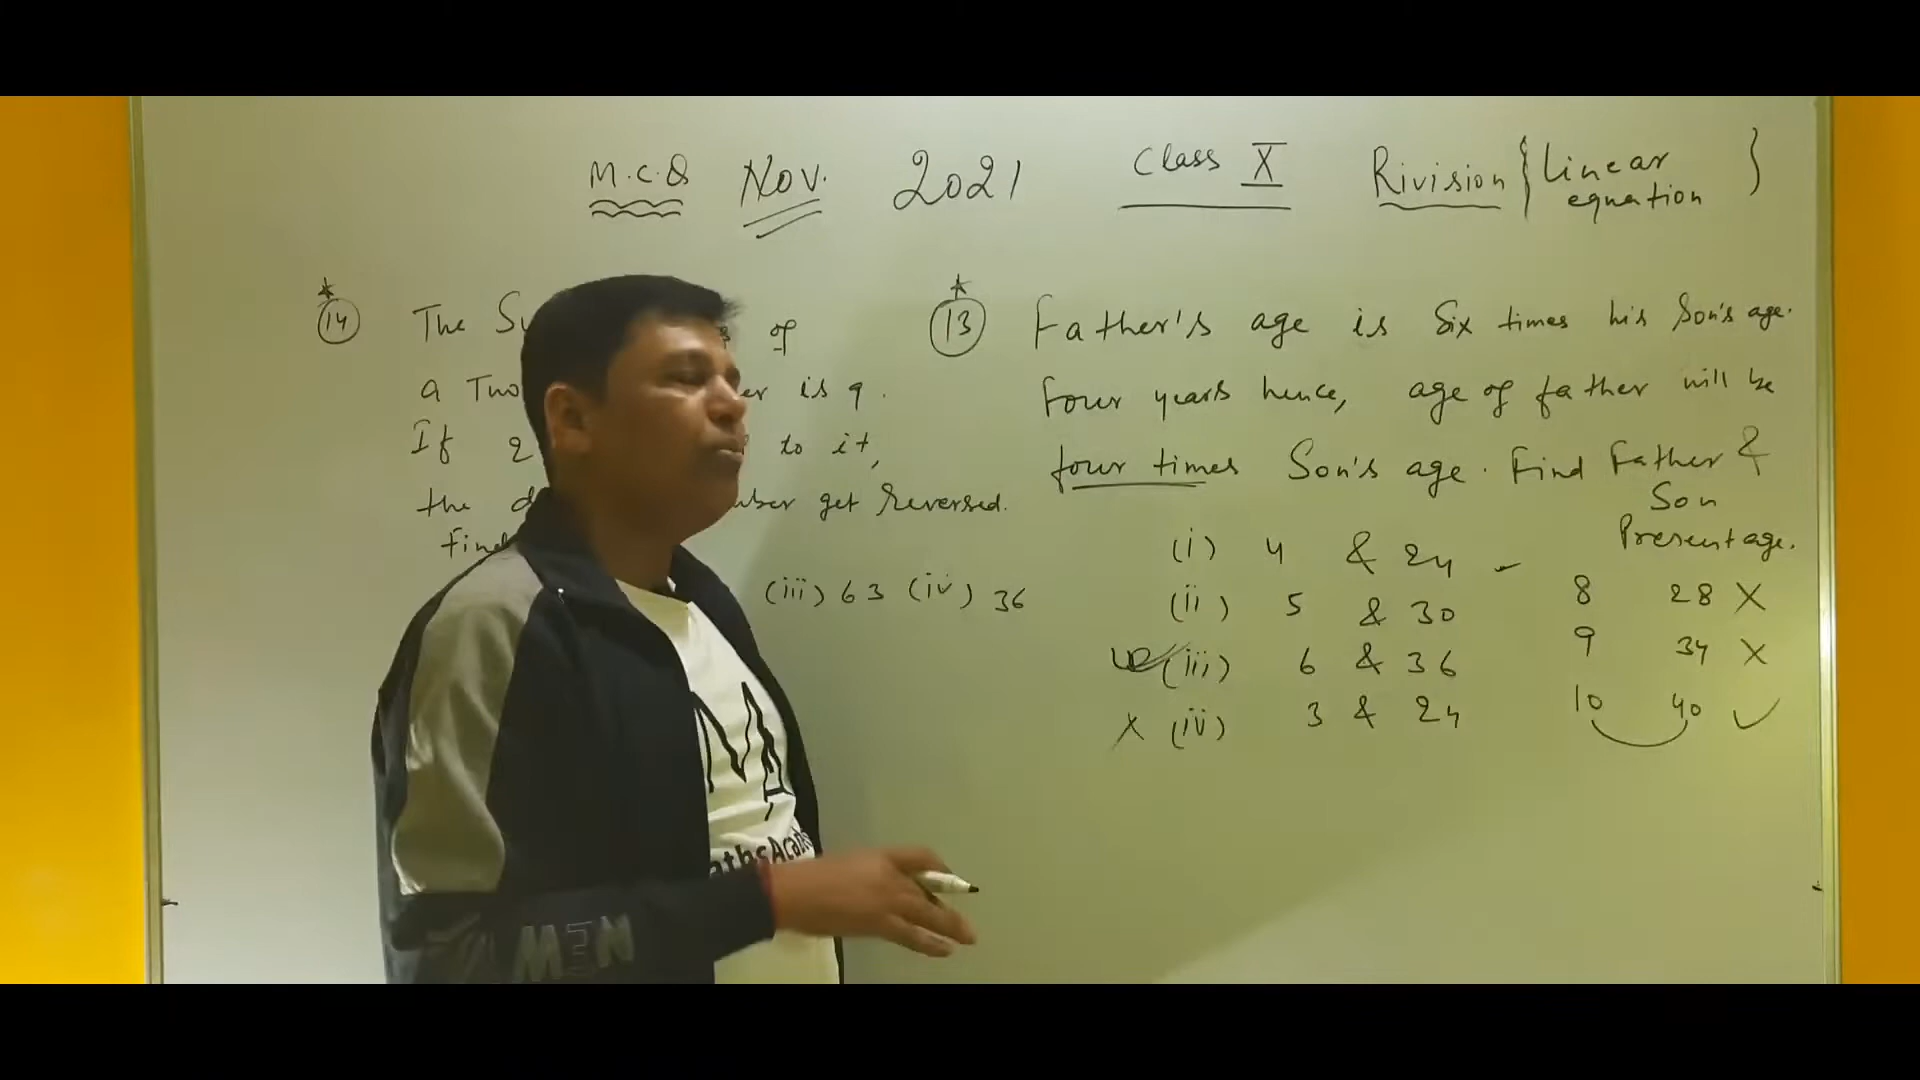 M.C.Q Nov. 2021 Class X Rivision { Linear equation }
14 The of
a Two is 9.
If 2 to it,
the get reversed.
Find
(iii) 63 (iv) 36
13 Father's age is six times his son's age.
Four years hence, age of father will be
four times Son's age. Find Father &
Son
Present age.
(i) 4 & 24
(ii) 5 & 30
(iii) 6 & 36
X (iv) 3 & 24
8 28 X
9 34 X
10 40 ✓
NEW